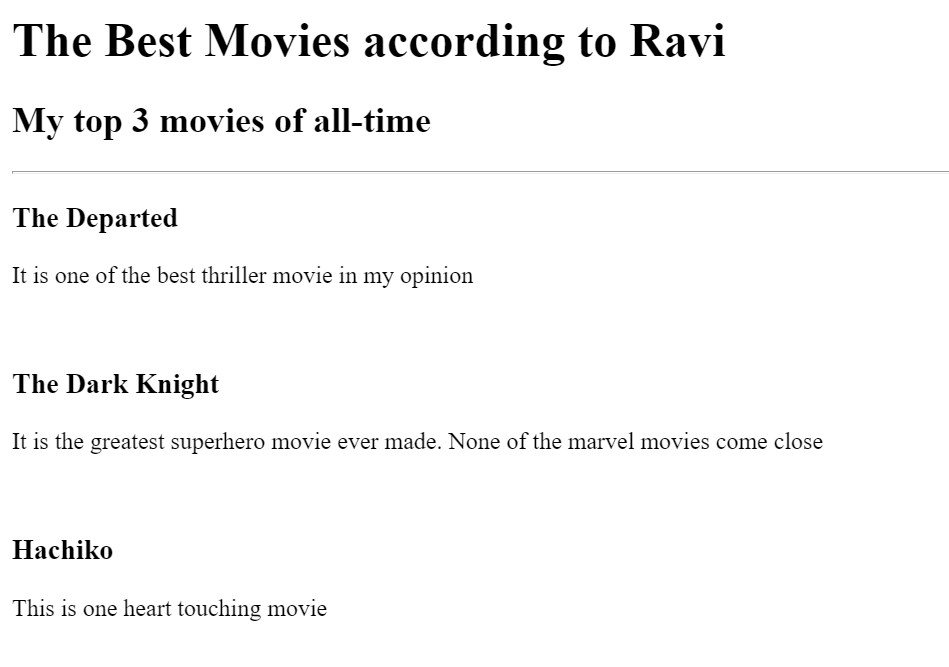 The Best Movies according to Ravi
My top 3 movies of all-time
The Departed
It is one of the best thriller movie in my opinion
The Dark Knight
It is the greatest superhero movie ever made. None of the marvel movies come close
Hachiko
This is one heart touching movie